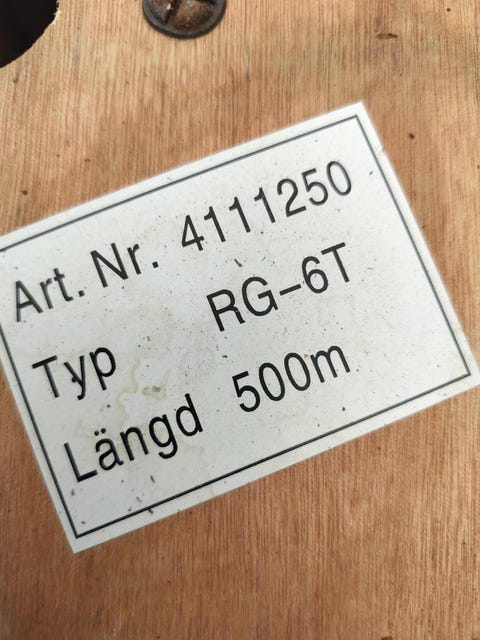 Art. Nr. 4111250
Typ RG-6T
Längd 500m